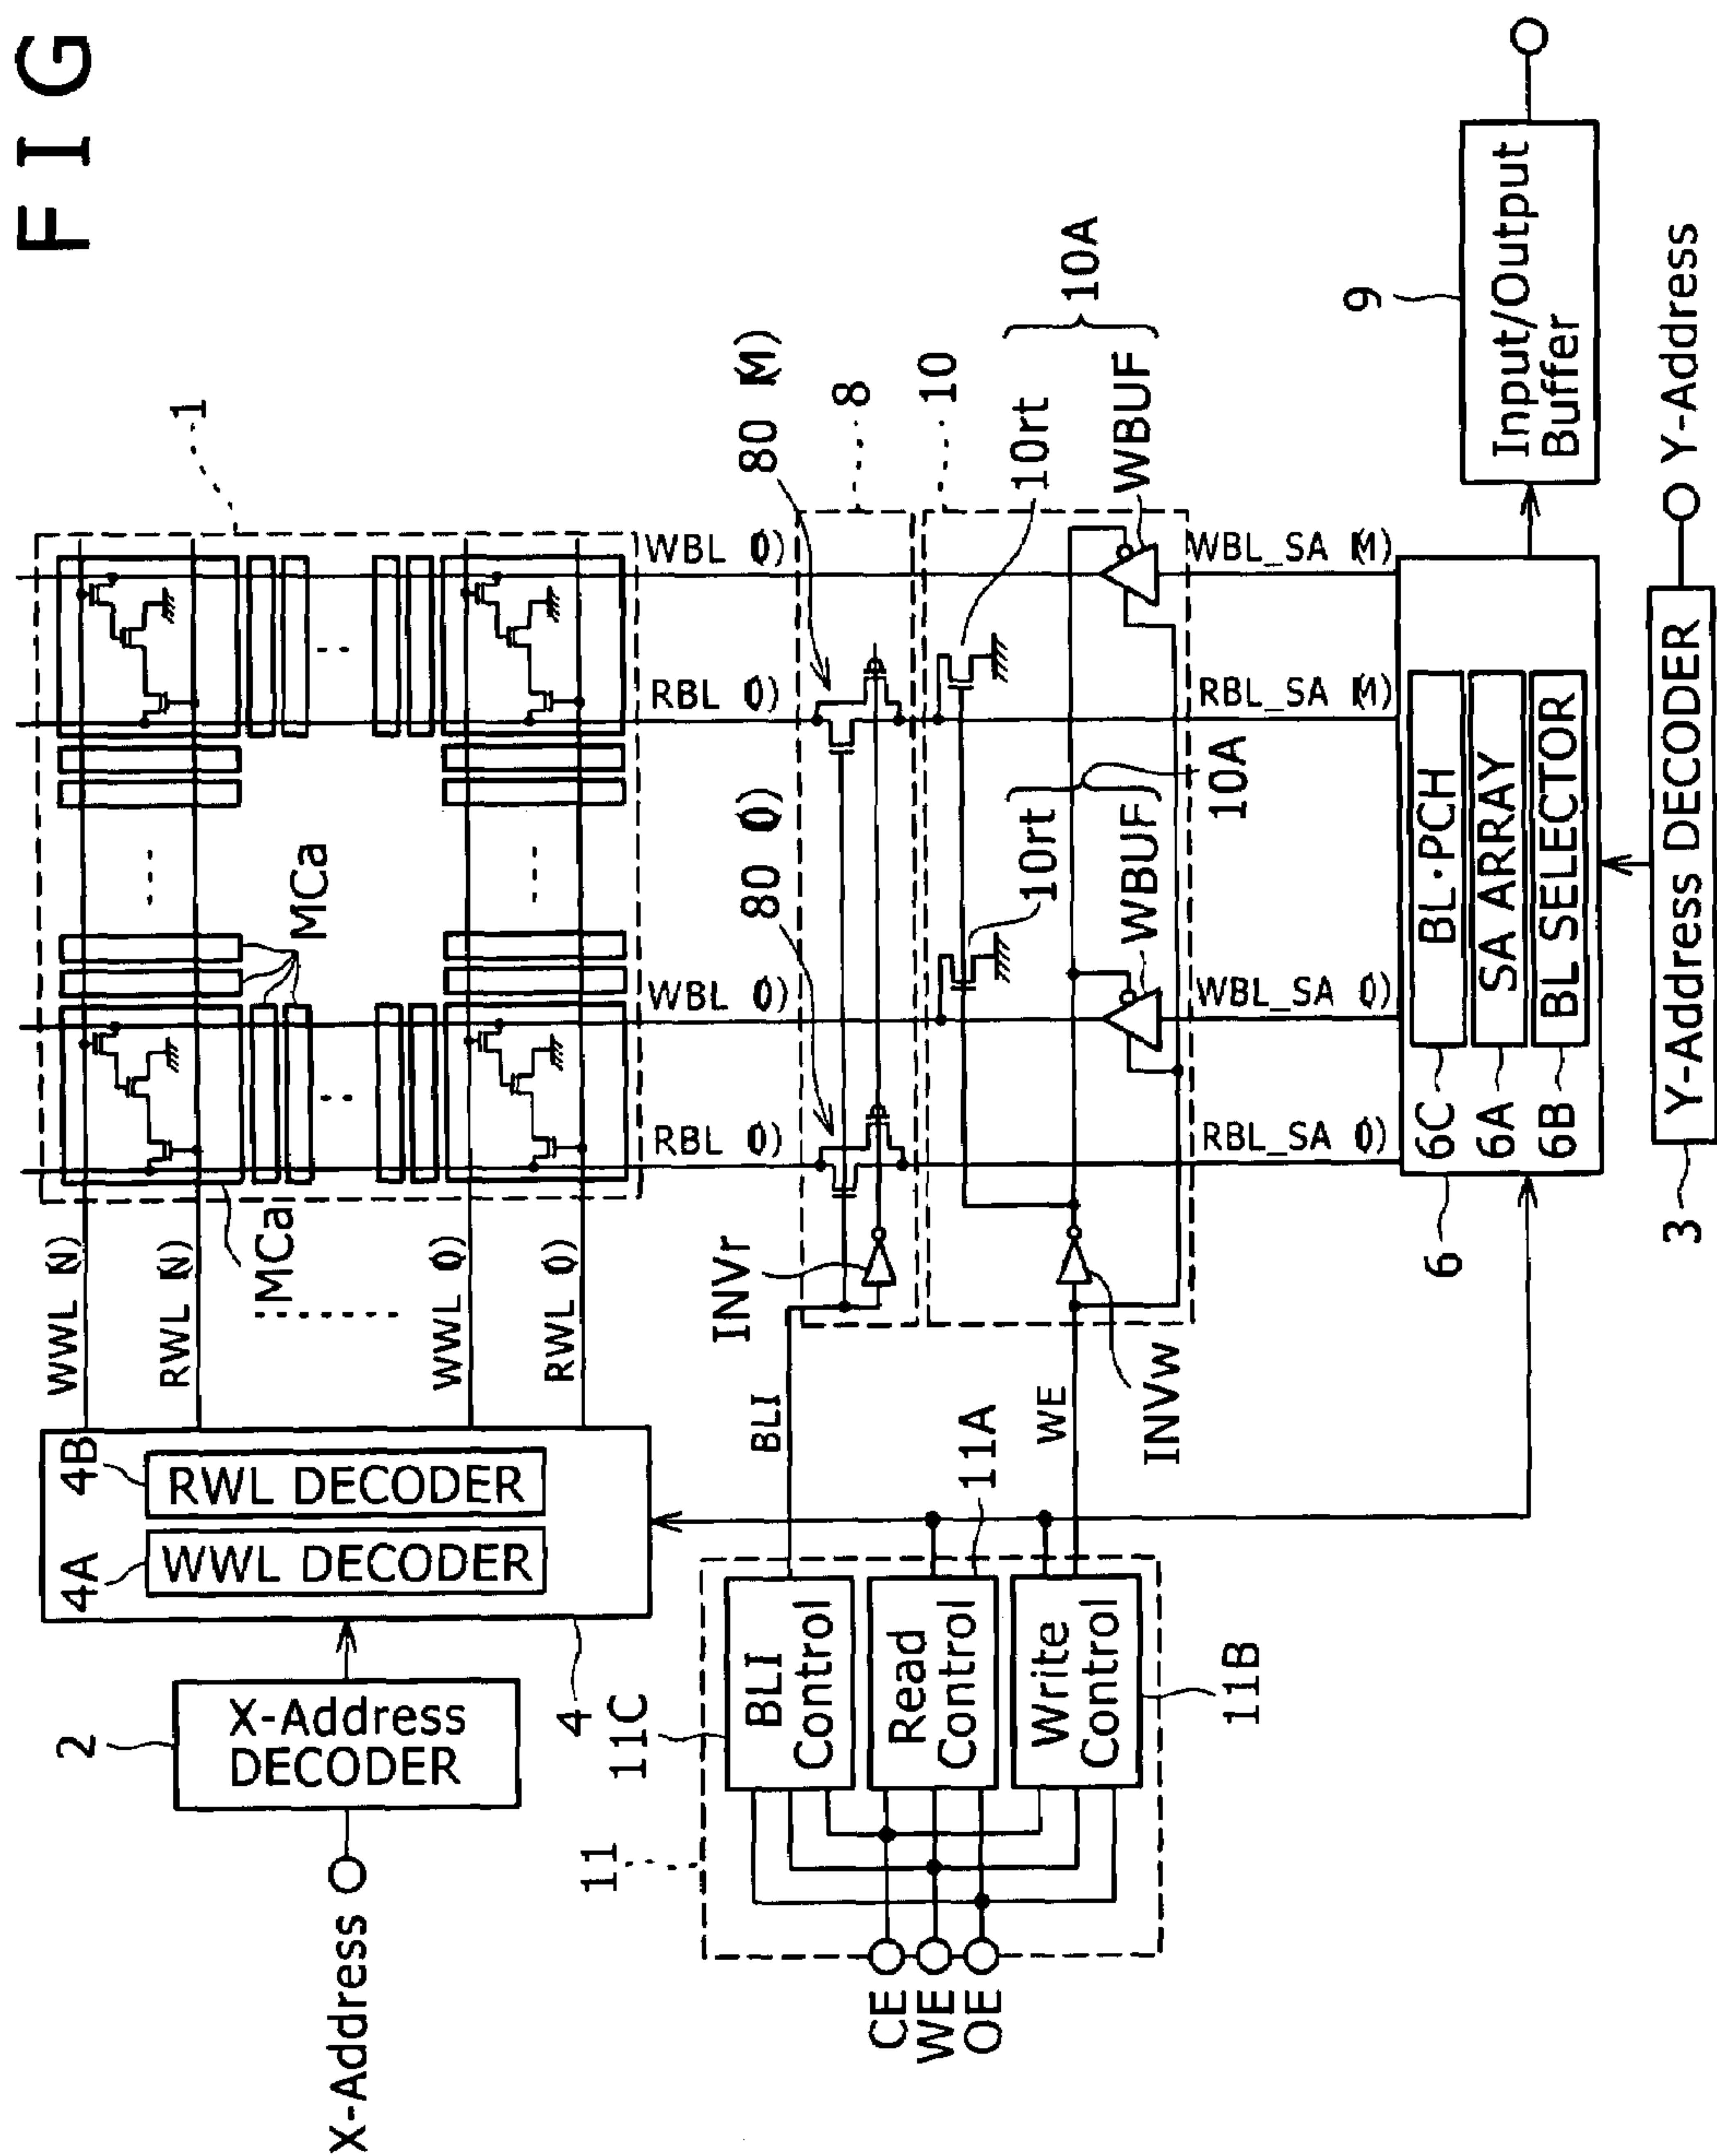 FIG
1
WWL (N)
RWL (N)
MCa
MCa
WWL (0)
RWL (0)
4B
RWL DECODER
4A
WWL DECODER
4
2
X-Address
DECODER
X-Address
RBL (0)
WBL (0)
RBL (0)
WBL (0)
80 (0)
80 (M)
8
INVr
BLI
10
10rt
10rt
WBUF
WBUF
10A
10A
WE
INVw
11
11C
BLI
Control
Read
Control
11A
Write
Control
11B
CE
WE
OE
RBL_SA (0)
WBL_SA (0)
RBL_SA (M)
WBL_SA (M)
6
6C
BL·PCH
6A
SA ARRAY
6B
BL SELECTOR
9
Input/Output
Buffer
3
Y-Address DECODER
Y-Address